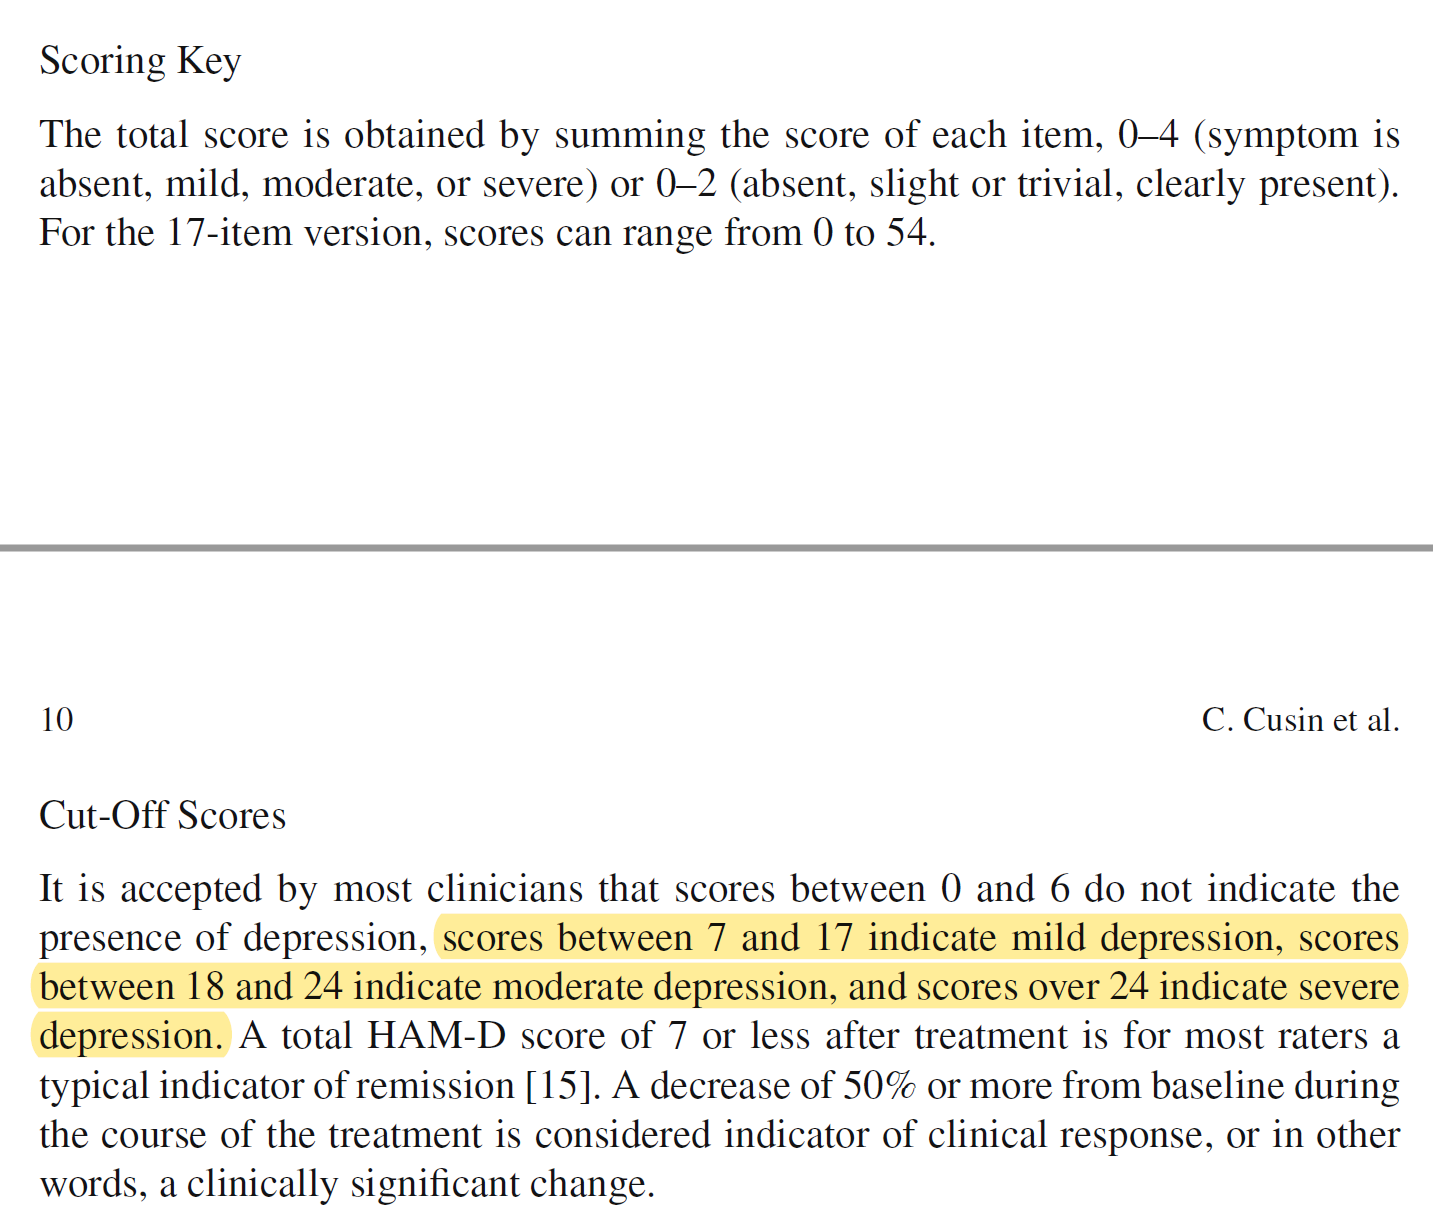 Scoring Key
The total score is obtained by summing the score of each item, 0–4 (symptom is
absent, mild, moderate, or severe) or 0–2 (absent, slight or trivial, clearly present).
For the 17-item version, scores can range from 0 to 54.
10
C. Cusin et al.
Cut-Off Scores
It is accepted by most clinicians that scores between 0 and 6 do not indicate the
presence of depression, scores between 7 and 17 indicate mild depression, scores
between 18 and 24 indicate moderate depression, and scores over 24 indicate severe
depression. A total HAM-D score of 7 or less after treatment is for most raters a
typical indicator of remission [15]. A decrease of 50% or more from baseline during
the course of the treatment is considered indicator of clinical response, or in other
words, a clinically significant change.